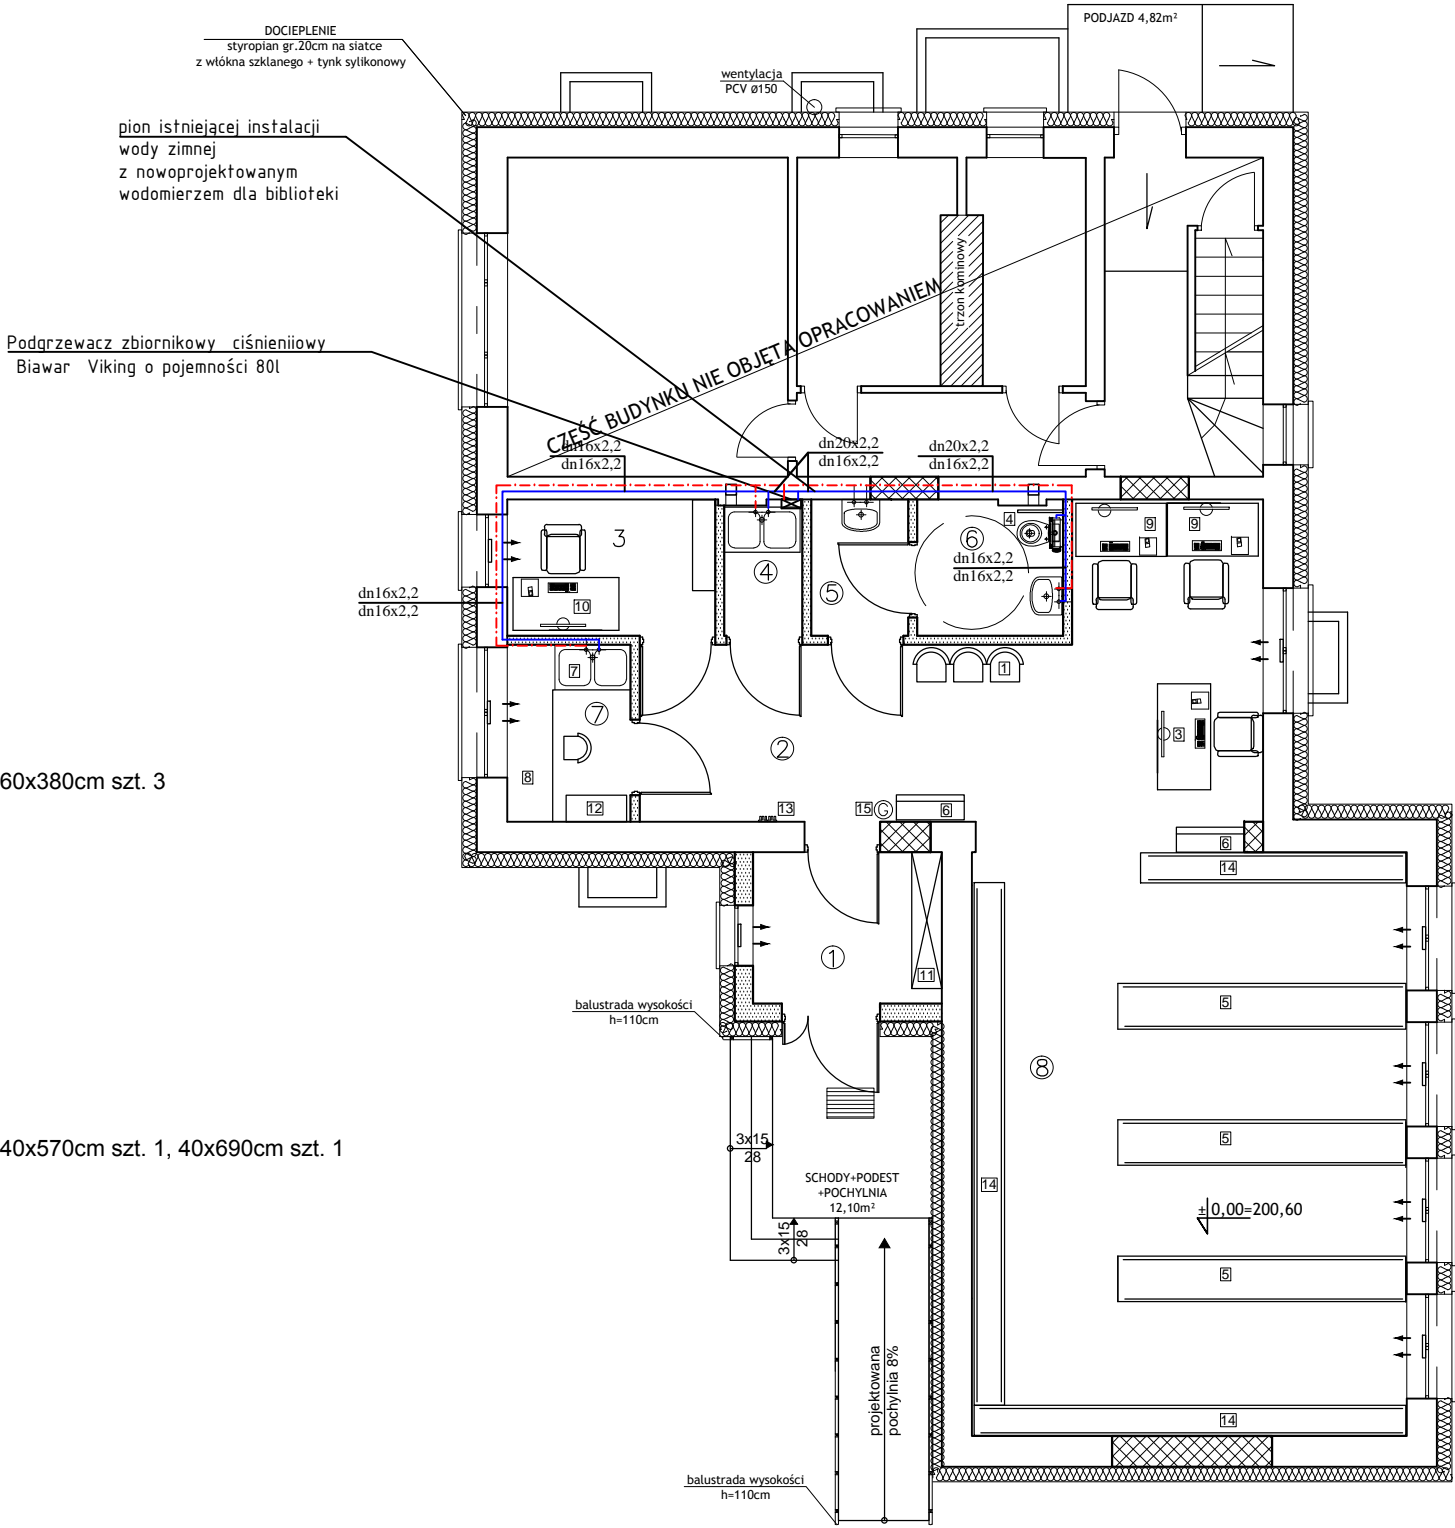 PODJAZD 4,82m²
DOCIEPLENIE
styropian gr.20cm na siatce
z włókna szklanego + tynk sylikonowy
wentylacja
PCV Ø150
pion istniejącej instalacji
wody zimnej
z nowoprojektowanym
wodomierzem dla biblioteki
trzon kominowy
Podgrzewacz zbiornikowy ciśnieniiowy
Biawar Viking o pojemności 80l
CZĘŚĆ BUDYNKU NIE OBJĘTA OPRACOWANIEM
dn16x2,2
dn16x2,2
dn20x2,2
dn16x2,2
dn20x2,2
dn16x2,2
3
4
5
6
4
9
9
dn16x2,2
dn16x2,2
dn16x2,2
dn16x2,2
10
7
7
1
2
3
8
12
13
15
G
6
6
60x380cm szt. 3
14
1
11
5
balustrada wysokości
h=110cm
8
5
3x15
28
40x570cm szt. 1, 40x690cm szt. 1
14
SCHODY+PODEST
+POCHYLNIA
12,10m²
±0,00=200,60
3x15
28
5
projektowana
pochylnia 8%
14
balustrada wysokości
h=110cm